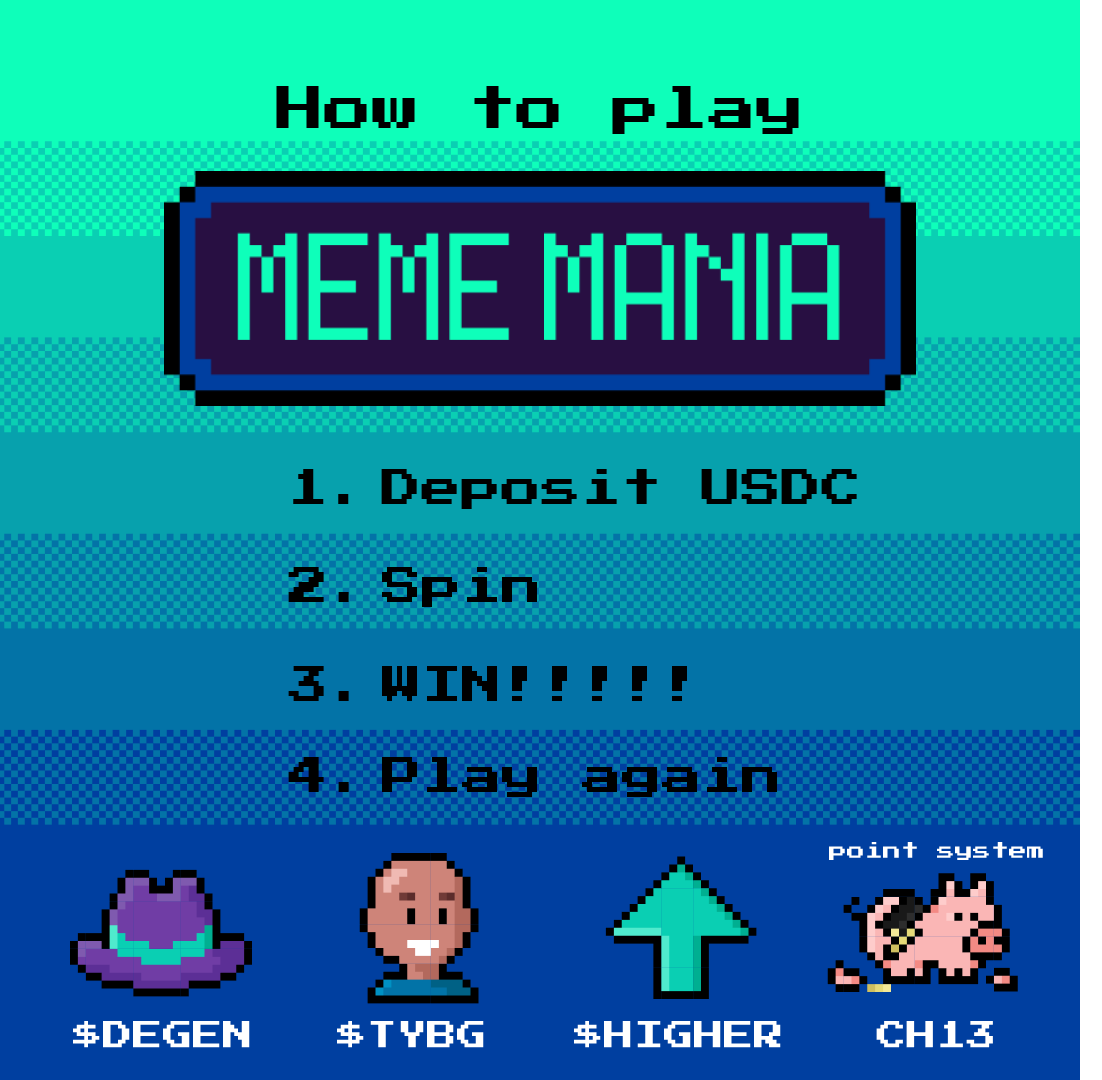 How to play
MEME MANIA
1. Deposit USDC
2. Spin
3. WIN!!!!!
4. Play again
point system
$DEGEN $TYBG $HIGHER CH13